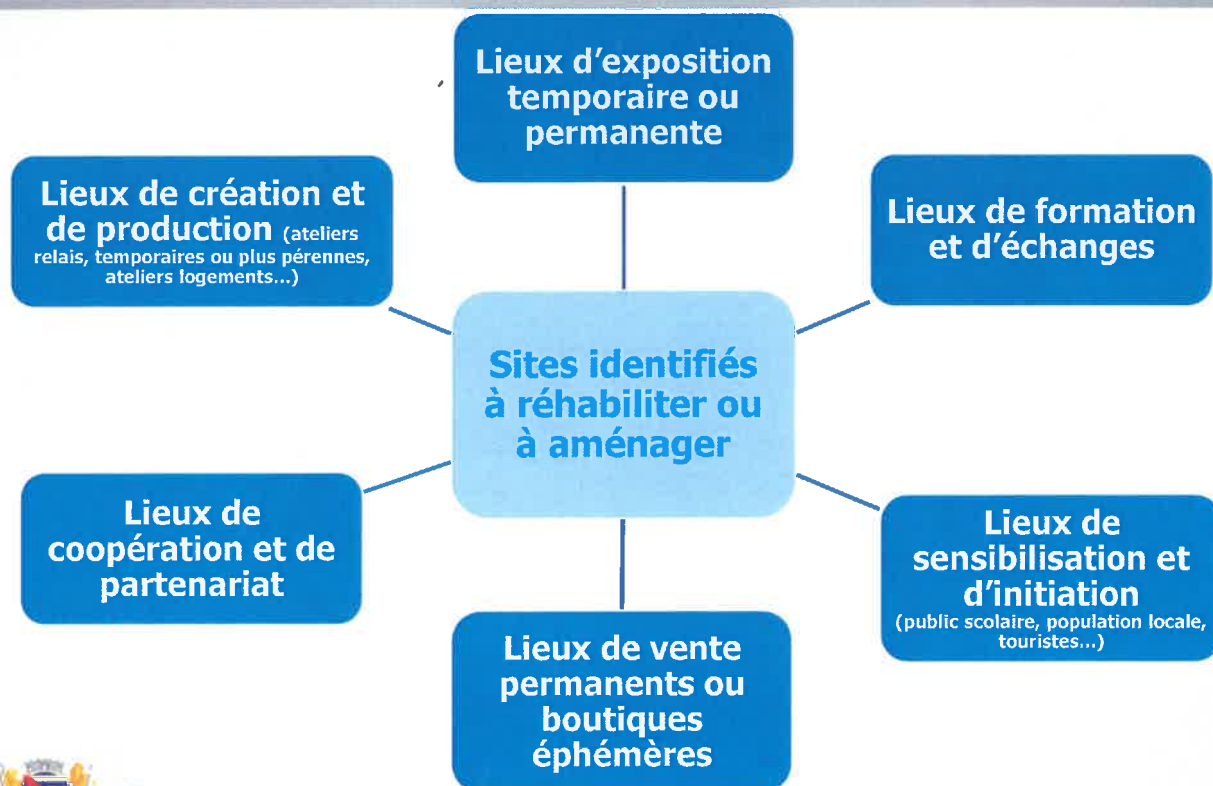 Lieux d'exposition
temporaire ou
permanente
Lieux de création et
de production (ateliers
relais, temporaires ou plus pérennes,
ateliers logements...)
Lieux de formation
et d'échanges
Sites identifiés
à réhabiliter ou
à aménager
Lieux de
coopération et de
partenariat
Lieux de
sensibilisation et
d'initiation
(public scolaire, population locale,
touristes...)
Lieux de vente
permanents ou
boutiques
éphémères